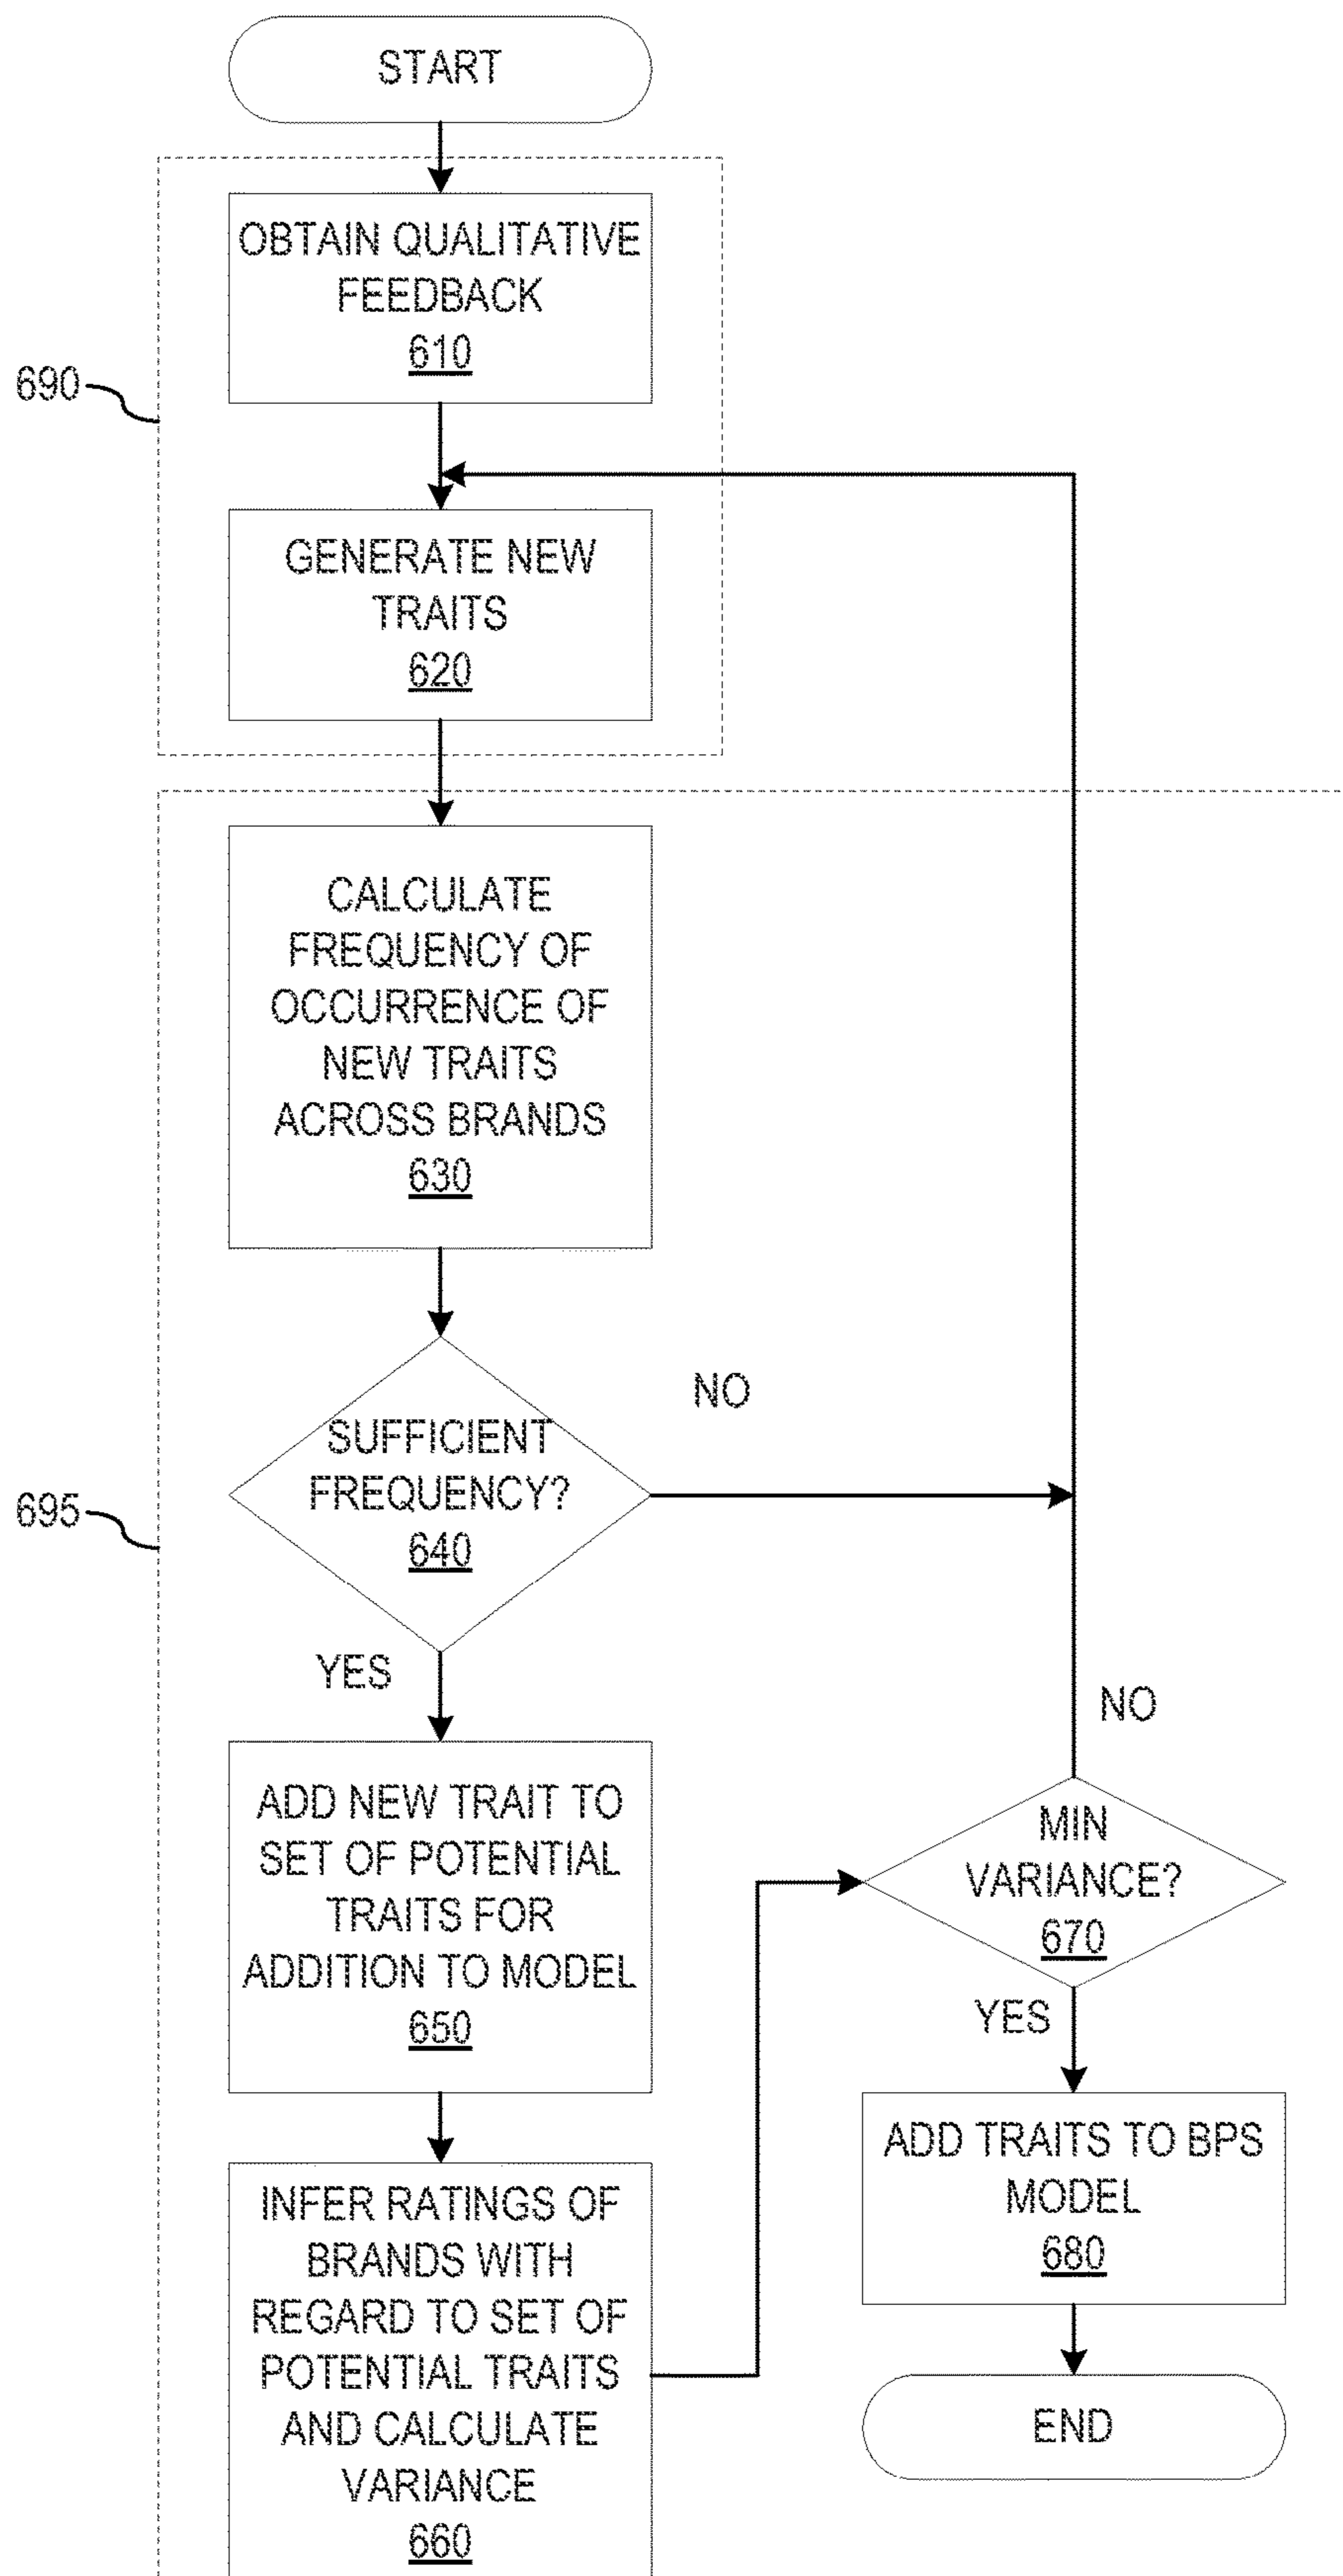 START
OBTAIN QUALITATIVE
FEEDBACK
610
690
GENERATE NEW
TRAITS
620
CALCULATE
FREQUENCY OF
OCCURRENCE OF
NEW TRAITS
ACROSS BRANDS
630
NO
SUFFICIENT
FREQUENCY?
640
695
YES
ADD NEW TRAIT TO
SET OF POTENTIAL
TRAITS FOR
ADDITION TO MODEL
650
INFER RATINGS OF
BRANDS WITH
REGARD TO SET OF
POTENTIAL TRAITS
AND CALCULATE
VARIANCE
660
NO
MIN
VARIANCE?
670
YES
ADD TRAITS TO BPS
MODEL
680
END